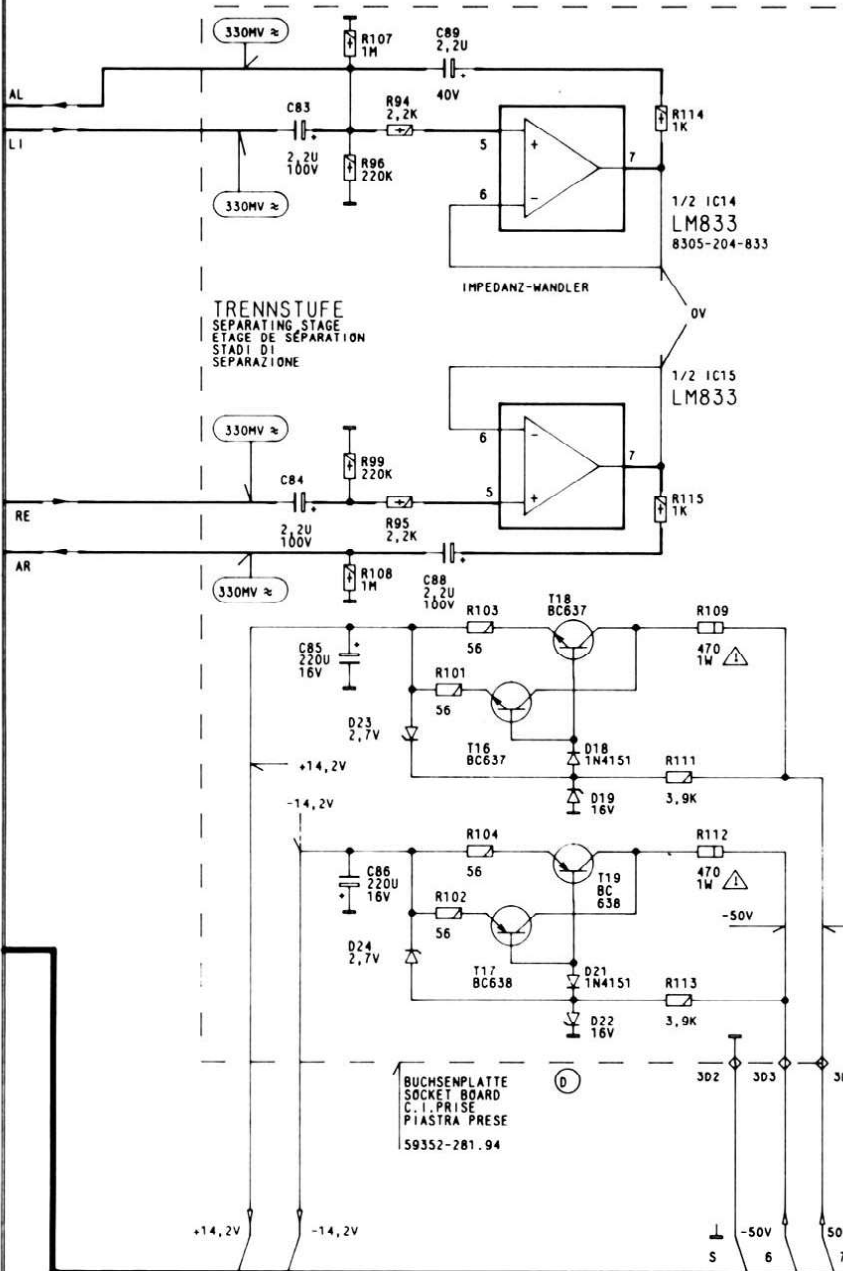 330MV ≈
R107
1M
C89
2,2U
40V
AL
LI
C83
2,2U
100V
R94
2,2K
R96
220K
330MV ≈
5
+
6
-
7
R114
1K
1/2 IC14
LM833
8305-204-833
IMPEDANZ-WANDLER
TRENNSTUFE
SEPARATING STAGE
ETAGE DE SÉPARATION
STADI DI
SEPARAZIONE
0V
1/2 IC15
LM833
330MV ≈
R99
220K
6
-
7
5
+
C84
2,2U
100V
R95
2,2K
R115
1K
RE
AR
330MV ≈
R108
1M
C88
2,2U
100V
R103
56
T18
BC637
R109
470
1W
C85
220U
16V
+
R101
56
D23
2,7V
T16
BC637
D18
1N4151
R111
3,9K
+14,2V
D19
16V
-14,2V
R104
56
R112
470
1W
C86
220U
16V
+
T19
BC
638
R102
56
-50V
D24
2,7V
T17
BC638
D21
1N4151
R113
3,9K
D22
16V
BUCHSENPLATTE
SOCKET BOARD
C.I.PRISE
PIASTRA PRESE
59352-281.94
D
3D2
3D3
+14,2V
-14,2V
-50V
S
6